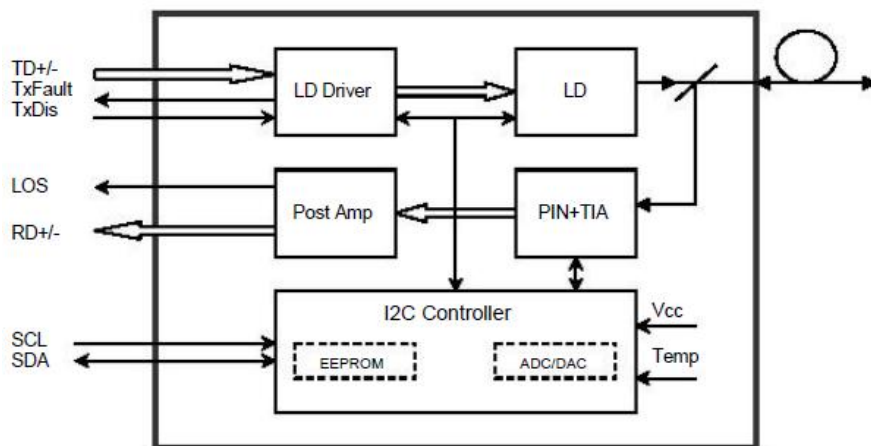 TD+/-
TxFault
TxDis
LD Driver
LD
LOS
RD+/-
Post Amp
PIN+TIA
I2C Controller
Vcc
SCL
SDA
EEPROM
ADC/DAC
Temp